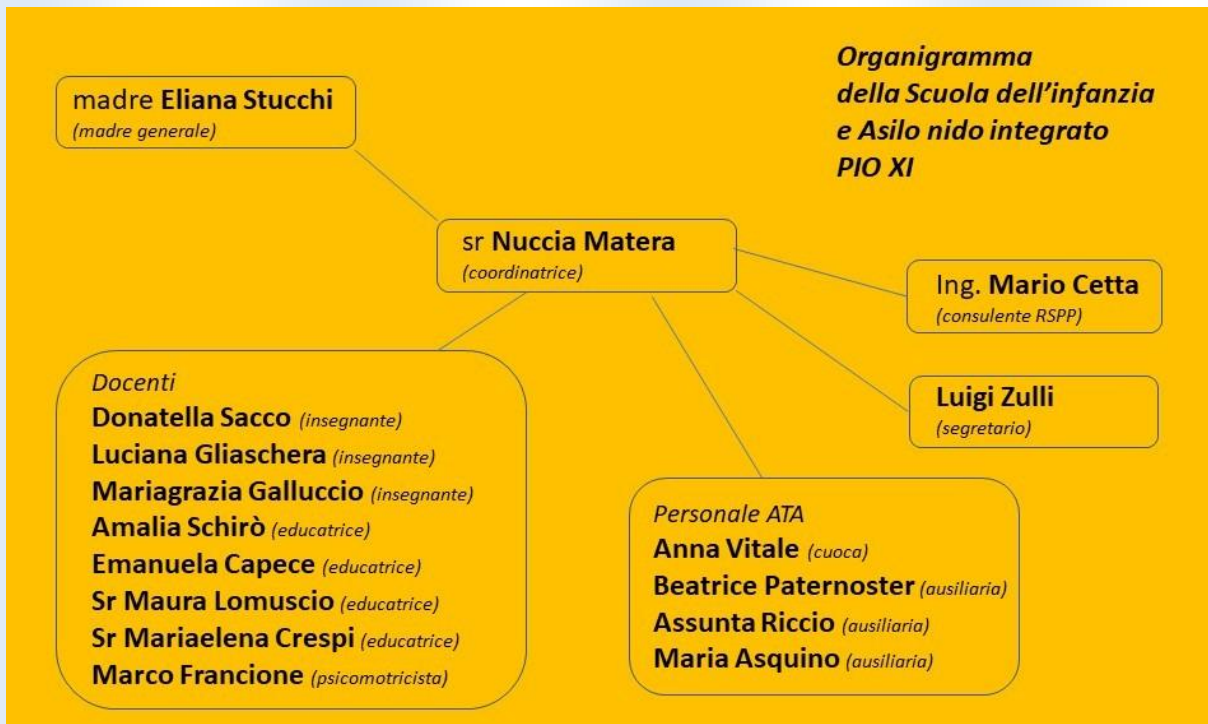 Organigramma
della Scuola dell'infanzia
e Asilo nido integrato
PIO XI
madre Eliana Stucchi
(madre generale)
sr Nuccia Matera
(coordinatrice)
Ing. Mario Cetta
(consulente RSPP)
Luigi Zulli
(segretario)
Docenti
Donatella Sacco (insegnante)
Luciana Gliaschera (insegnante)
Mariagrazia Galluccio (insegnante)
Amalia Schirò (educatrice)
Emanuela Capece (educatrice)
Sr Maura Lomuscio (educatrice)
Sr Mariaelena Crespi (educatrice)
Marco Francione (psicomotricista)
Personale ATA
Anna Vitale (cuoca)
Beatrice Paternoster (ausiliaria)
Assunta Riccio (ausiliaria)
Maria Asquino (ausiliaria)